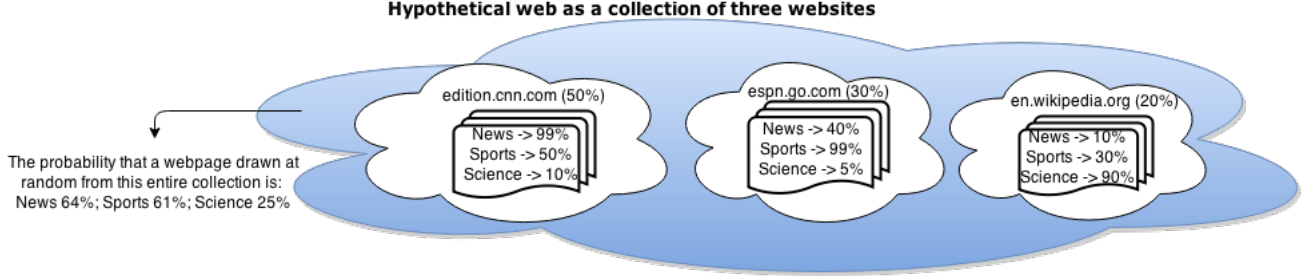 Hypothetical web as a collection of three websites
edition.cnn.com (50%)
News -> 99%
Sports -> 50%
Science -> 10%
espn.go.com (30%)
News -> 40%
Sports -> 99%
Science -> 5%
en.wikipedia.org (20%)
News -> 10%
Sports -> 30%
Science -> 90%
The probability that a webpage drawn at
random from this entire collection is:
News 64%; Sports 61%; Science 25%